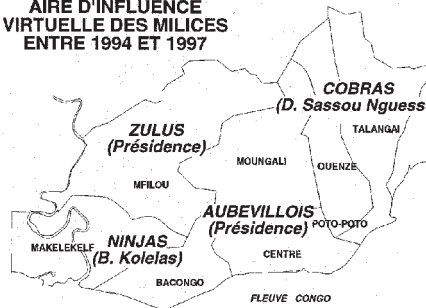 AIRE D'INFLUENCE
VIRTUELLE DES MILICES
ENTRE 1994 ET 1997
COBRAS
(D. Sassou Nguess
TALANGAI
ZULUS
(Présidence)
MOUNGALI
OUENZE
MFILOU
AUBEVILLOIS
(Présidence)
POTO-POTO
MAKELEKELE
NINJAS
(B. Kolelas)
CENTRE
BACONGO
FLEUVE CONGO